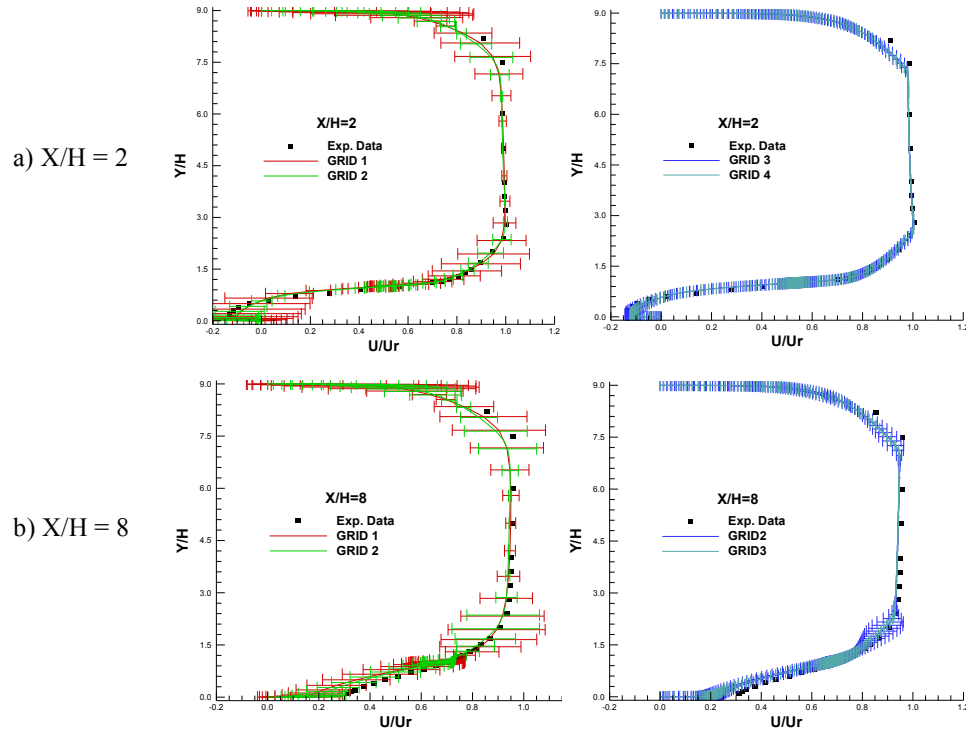 a) X/H = 2
Y/H
9.0
7.5
6.0
4.5
3.0
1.5
0.0
X/H=2
Exp. Data
GRID 1
GRID 2
-0.2 0.0 0.2 0.4 0.6 0.8 1.0 1.2
U/Ur
Y/H
9.0
7.5
6.0
4.5
3.0
1.5
0.0
X/H=2
Exp. Data
GRID 3
GRID 4
-0.2 0.0 0.2 0.4 0.6 0.8 1.0 1.2
U/Ur
b) X/H = 8
Y/H
9.0
7.5
6.0
4.5
3.0
1.5
0.0
X/H=8
Exp. Data
GRID 1
GRID 2
-0.2 0.0 0.2 0.4 0.6 0.8 1.0
U/Ur
Y/H
9.0
7.5
6.0
4.5
3.0
1.5
0.0
X/H=8
Exp. Data
GRID2
GRID3
-0.2 0.0 0.2 0.4 0.6 0.8 1.0 1.2
U/Ur